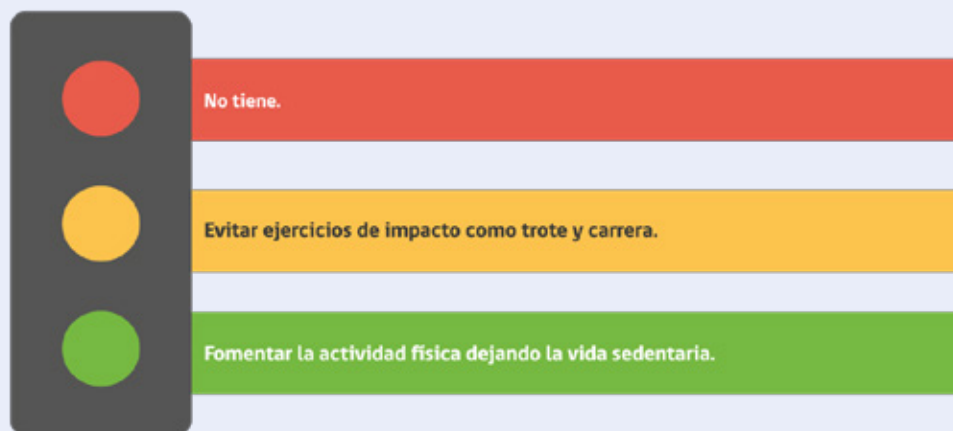 No tiene.
Evitar ejercicios de impacto como trote y carrera.
Fomentar la actividad física dejando la vida sedentaria.